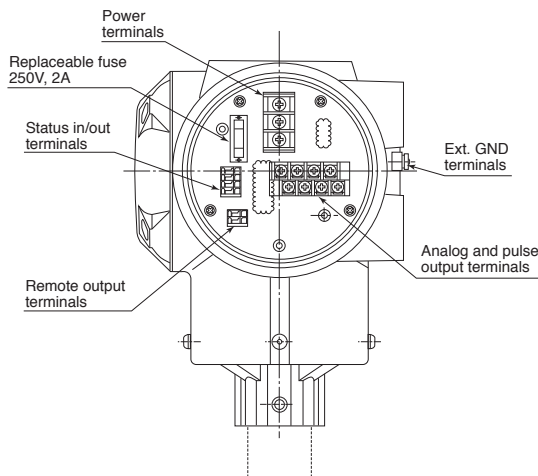 Power
terminals
Replaceable fuse
250V, 2A
Status in/out
terminals
Ext. GND
terminals
Analog and pulse
output terminals
Remote output
terminals